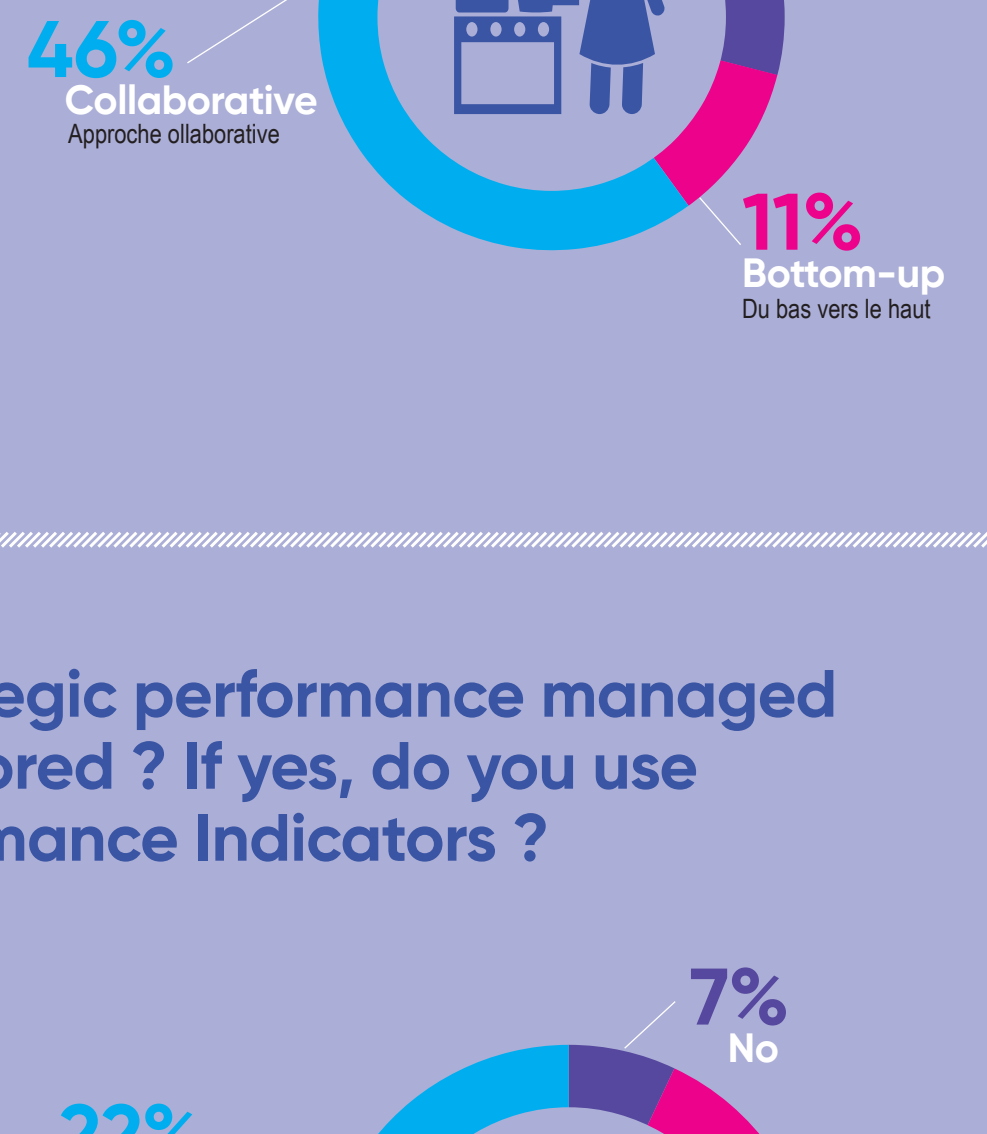 46%
Collaborative
Approche ollaborative
11%
Bottom-up
Du bas vers le haut
egic performance managed
ored ? If yes, do you use
mance Indicators ?
7%
No
22%